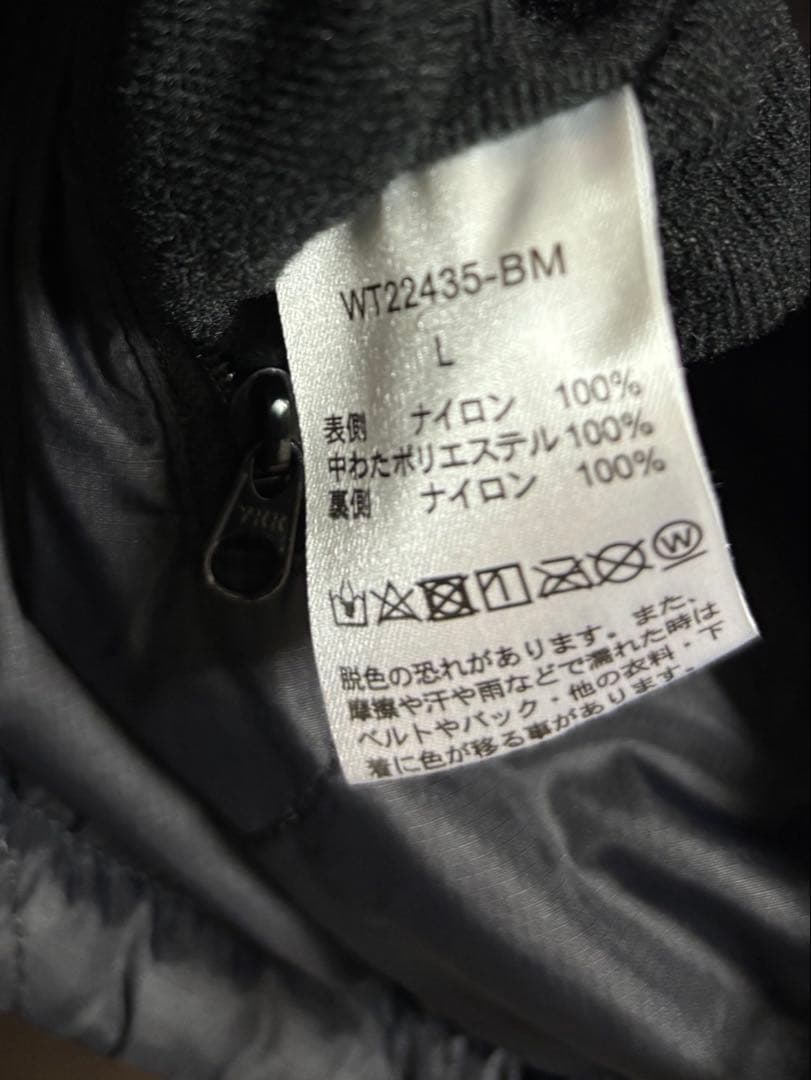 WT22435-BM
L
表側 ナイロン 100%
中わたポリエステル100%
裏側 ナイロン 100%
W
脱色の恐れがあります。また、
摩擦や汗や雨などで濡れた時は
ベルトやバック・他の衣料・下
着に色が移る事があります。
YKK